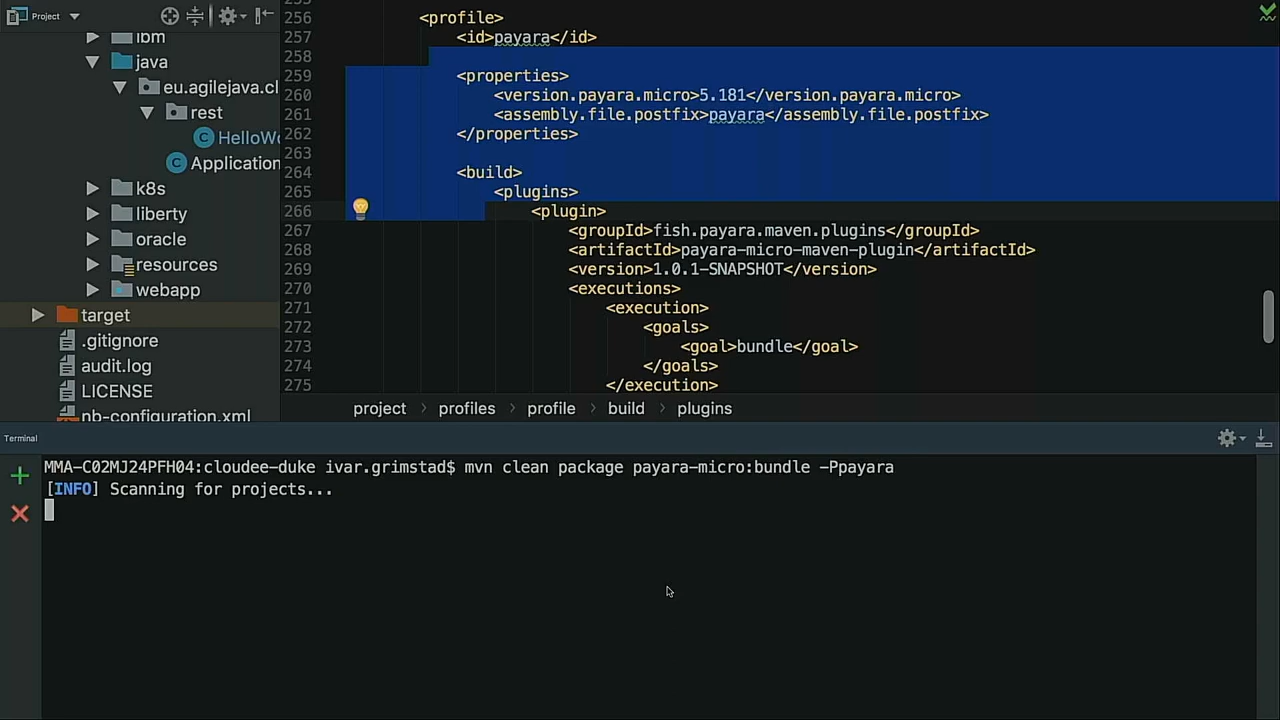 Project
ibm
java
eu.agilejava.cl
rest
HelloWo
Application
k8s
liberty
oracle
resources
webapp
target
.gitignore
audit.log
LICENSE
nb-configuration.xml
256 <profile>
257 <id>payara</id>
258
259 <properties>
260 <version.payara.micro>5.181</version.payara.micro>
261 <assembly.file.postfix>payara</assembly.file.postfix>
262 </properties>
263
264 <build>
265 <plugins>
266 <plugin>
267 <groupId>fish.payara.maven.plugins</groupId>
268 <artifactId>payara-micro-maven-plugin</artifactId>
269 <version>1.0.1-SNAPSHOT</version>
270 <executions>
271 <execution>
272 <goals>
273 <goal>bundle</goal>
274 </goals>
275 </execution>
project > profiles > profile > build > plugins
Terminal
MMA-C02MJ24PFH04:cloudee-duke ivar.grimstad$ mvn clean package payara-micro:bundle -Ppayara
[INFO] Scanning for projects...